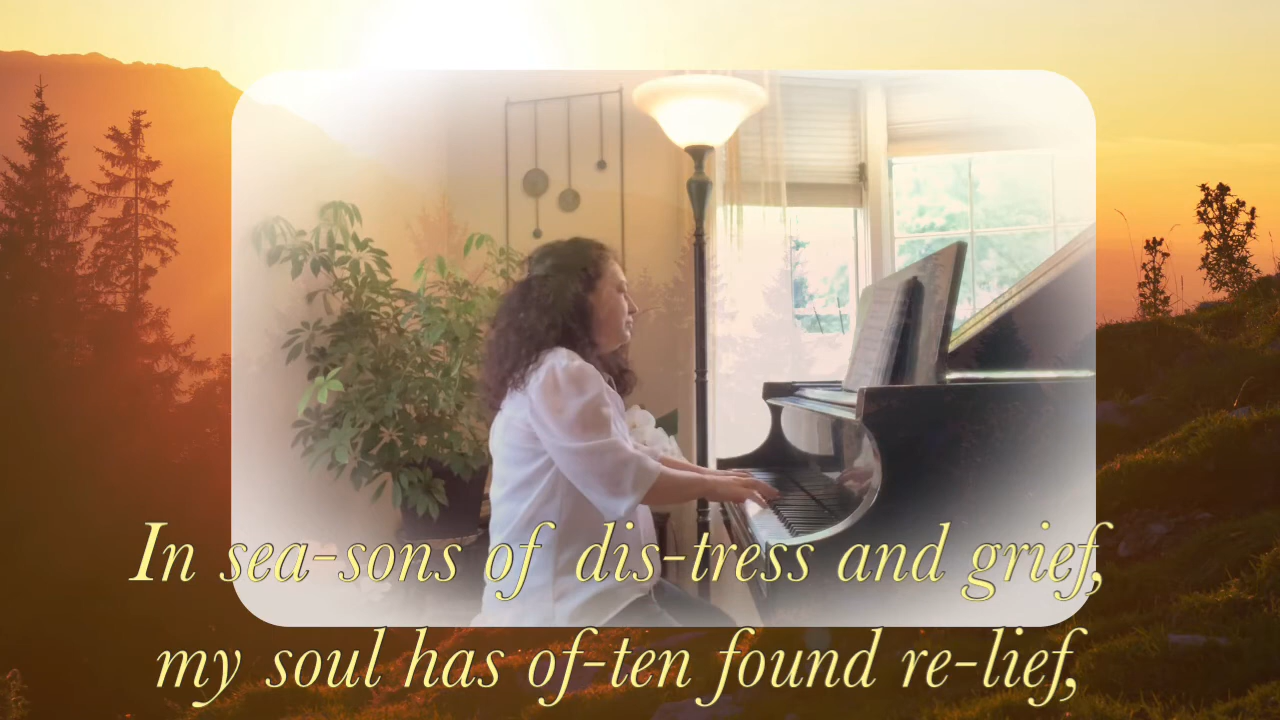 In sea-sons of dis-tress and grief,
my soul has of-ten found re-lief,